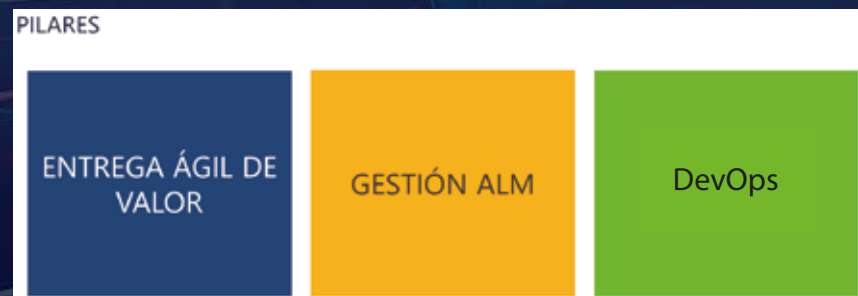 PILARES
ENTREGA ÁGIL DE
VALOR
GESTIÓN ALM
DevOps